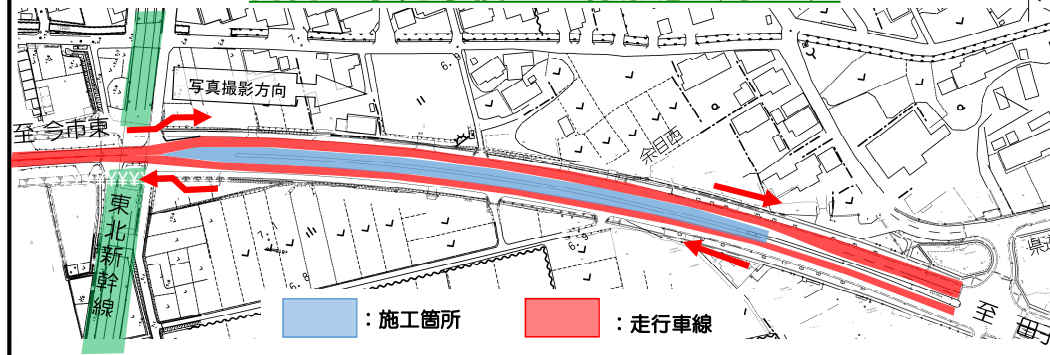 写真撮影方向
至 今市東
余目西
東北新幹線
至
：施工箇所
：走行車線